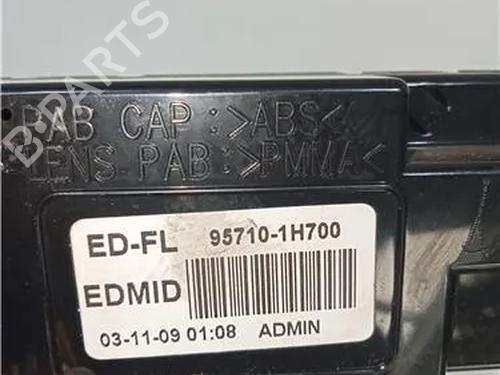 PAB CAP :>ABS<
LENS PAB:>PMMA<
ED-FL 95710-1H700
EDMID
03-11-09 01:08 ADMIN
B-PARTS